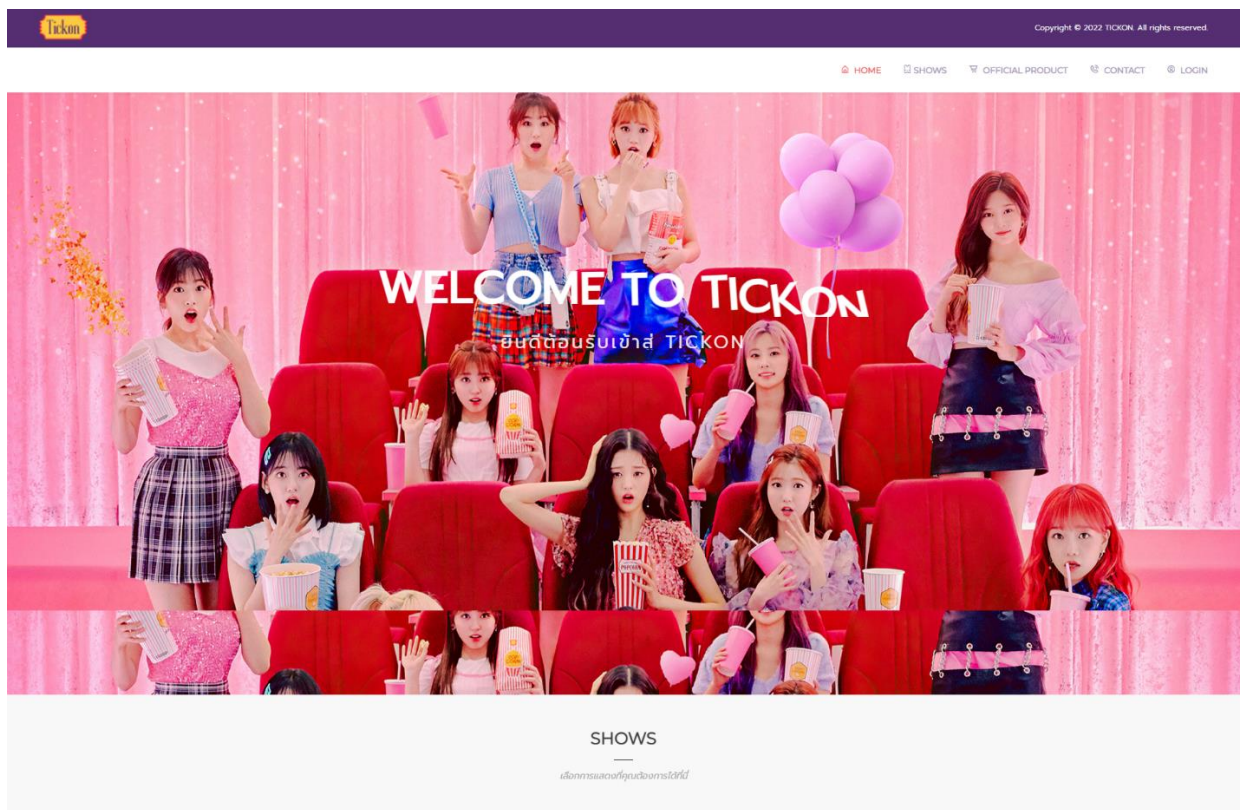 Tickon
Copyright © 2022 TICKON. All rights reserved.
HOME SHOWS OFFICIAL PRODUCT CONTACT LOGIN
WELCOME TO TICKON
ยินดีต้อนรับเข้าสู่ TICKON
SHOWS
เลือกการแสดงที่คุณต้องการได้ที่นี่